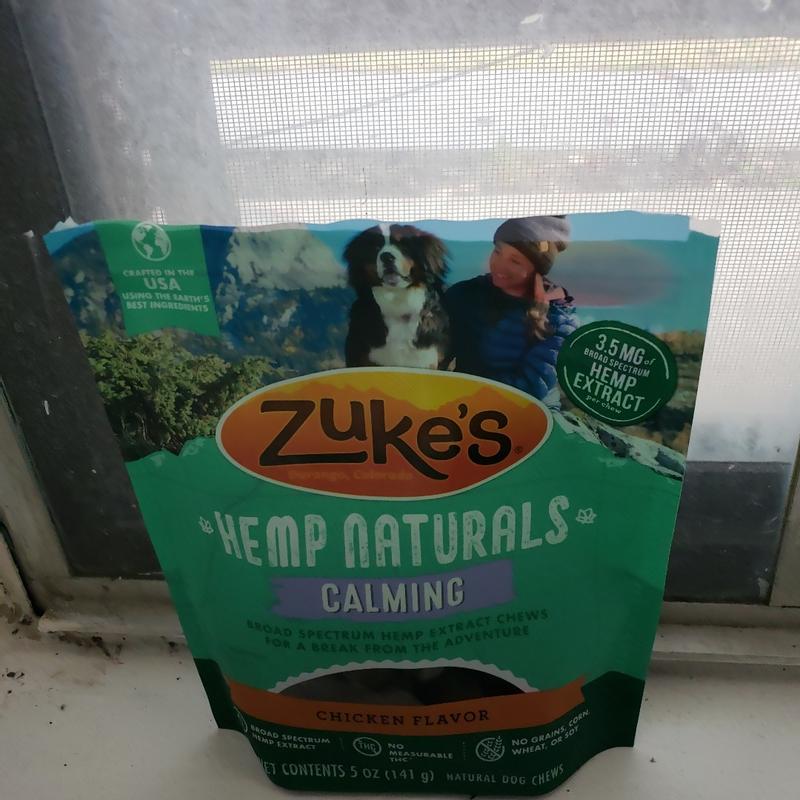 CRAFTED IN THE
USA
USING THE EARTH'S
BEST INGREDIENTS
3.5 MG of
BROAD SPECTRUM
HEMP
EXTRACT
per chew
Zuke's®
Durango, Colorado
HEMP NATURALS
CALMING
BROAD SPECTRUM HEMP EXTRACT CHEWS
FOR A BREAK FROM THE ADVENTURE
CHICKEN FLAVOR
BROAD SPECTRUM
HEMP EXTRACT
THC
NO
MEASURABLE
THC*
NO GRAINS, CORN,
WHEAT, OR SOY
ET CONTENTS 5 OZ (141 g) NATURAL DOG CHEWS